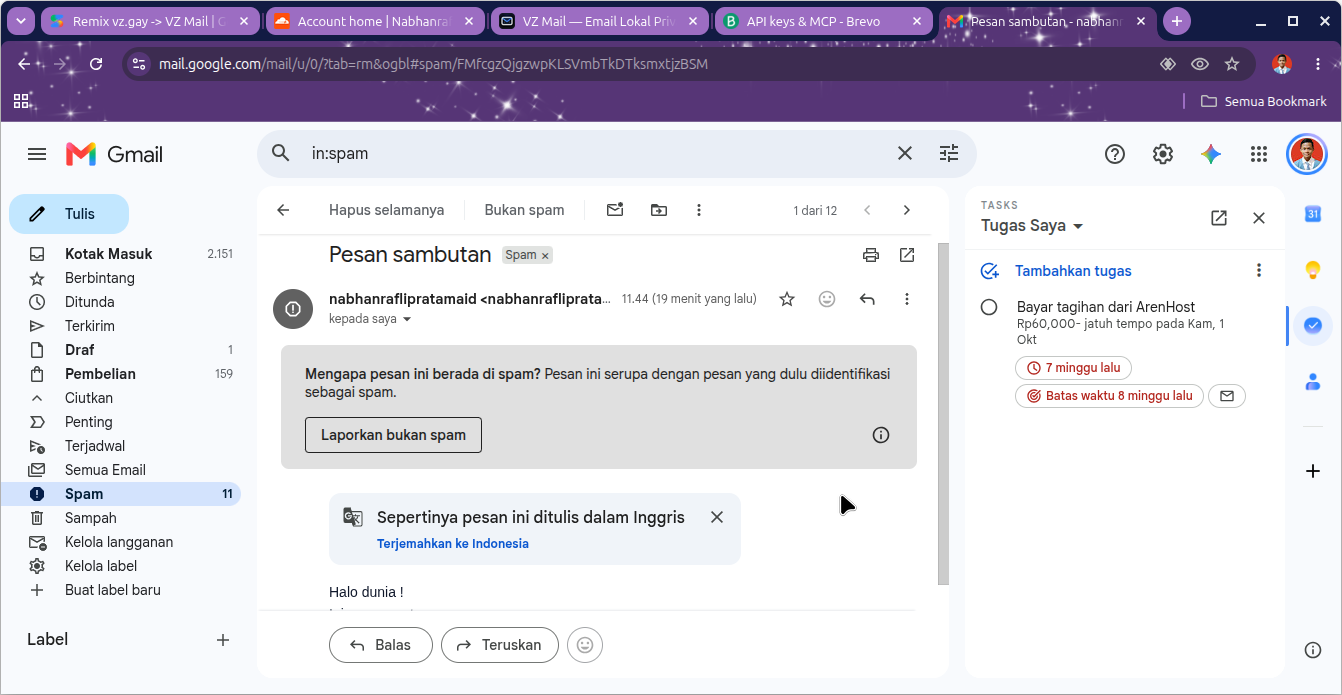 Remix vz.gay -> VZ Mail | G
Account home | Nabhanraf
VZ Mail — Email Lokal Priv
API keys & MCP - Brevo
Pesan sambutan - nabhanr
mail.google.com/mail/u/0/?tab=rm&ogbl#spam/FMfcgzQjgzwpKLSVmbTkDTksmxtjzBSM
Semua Bookmark
Gmail
in:spam
Tulis
Kotak Masuk 2.151
Berbintang
Ditunda
Terkirim
Draf 1
Pembelian 159
Ciutkan
Penting
Terjadwal
Semua Email
Spam 11
Sampah
Kelola langganan
Kelola label
Buat label baru
Label
Hapus selamanya
Bukan spam
1 dari 12
Pesan sambutan
Spam ×
nabhanraflipratamaid <nabhanrafliprata... 11.44 (19 menit yang lalu)
kepada saya
Mengapa pesan ini berada di spam? Pesan ini serupa dengan pesan yang dulu diidentifikasi
sebagai spam.
Laporkan bukan spam
Sepertinya pesan ini ditulis dalam Inggris
Terjemahkan ke Indonesia
Halo dunia !
Balas
Teruskan
TASKS
Tugas Saya
Tambahkan tugas
Bayar tagihan dari ArenHost
Rp60,000- jatuh tempo pada Kam, 1
Okt
7 minggu lalu
Batas waktu 8 minggu lalu
31